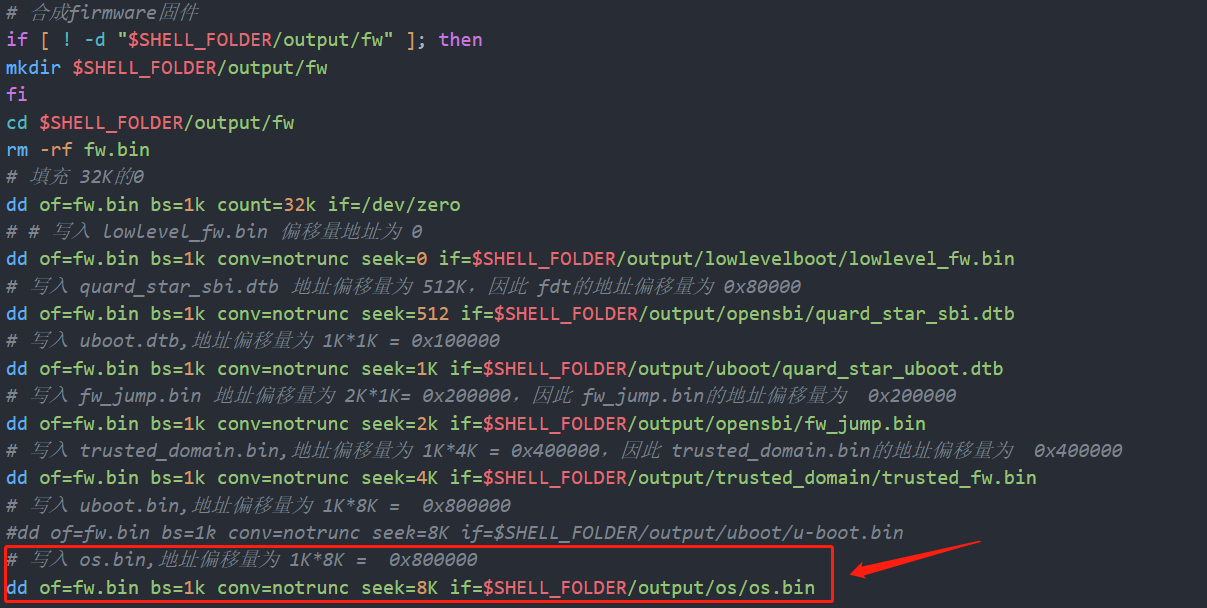 # 合成firmware固件
if [ ! -d "$SHELL_FOLDER/output/fw" ]; then
mkdir $SHELL_FOLDER/output/fw
fi
cd $SHELL_FOLDER/output/fw
rm -rf fw.bin
# 填充 32K的0
dd of=fw.bin bs=1k count=32k if=/dev/zero
# # 写入 lowlevel_fw.bin 偏移量地址为 0
dd of=fw.bin bs=1k conv=notrunc seek=0 if=$SHELL_FOLDER/output/lowlevelboot/lowlevel_fw.bin
# 写入 quard_star_sbi.dtb 地址偏移量为 512K，因此 fdt的地址偏移量为 0x80000
dd of=fw.bin bs=1k conv=notrunc seek=512 if=$SHELL_FOLDER/output/opensbi/quard_star_sbi.dtb
# 写入 uboot.dtb,地址偏移量为 1K*1K = 0x100000
dd of=fw.bin bs=1k conv=notrunc seek=1K if=$SHELL_FOLDER/output/uboot/quard_star_uboot.dtb
# 写入 fw_jump.bin 地址偏移量为 2K*1K= 0x200000，因此 fw_jump.bin的地址偏移量为  0x200000
dd of=fw.bin bs=1k conv=notrunc seek=2k if=$SHELL_FOLDER/output/opensbi/fw_jump.bin
# 写入 trusted_domain.bin,地址偏移量为 1K*4K = 0x400000，因此 trusted_domain.bin的地址偏移量为  0x400000
dd of=fw.bin bs=1k conv=notrunc seek=4K if=$SHELL_FOLDER/output/trusted_domain/trusted_fw.bin
# 写入 uboot.bin,地址偏移量为 1K*8K =  0x800000
#dd of=fw.bin bs=1k conv=notrunc seek=8K if=$SHELL_FOLDER/output/uboot/u-boot.bin
# 写入 os.bin,地址偏移量为 1K*8K =  0x800000
dd of=fw.bin bs=1k conv=notrunc seek=8K if=$SHELL_FOLDER/output/os/os.bin